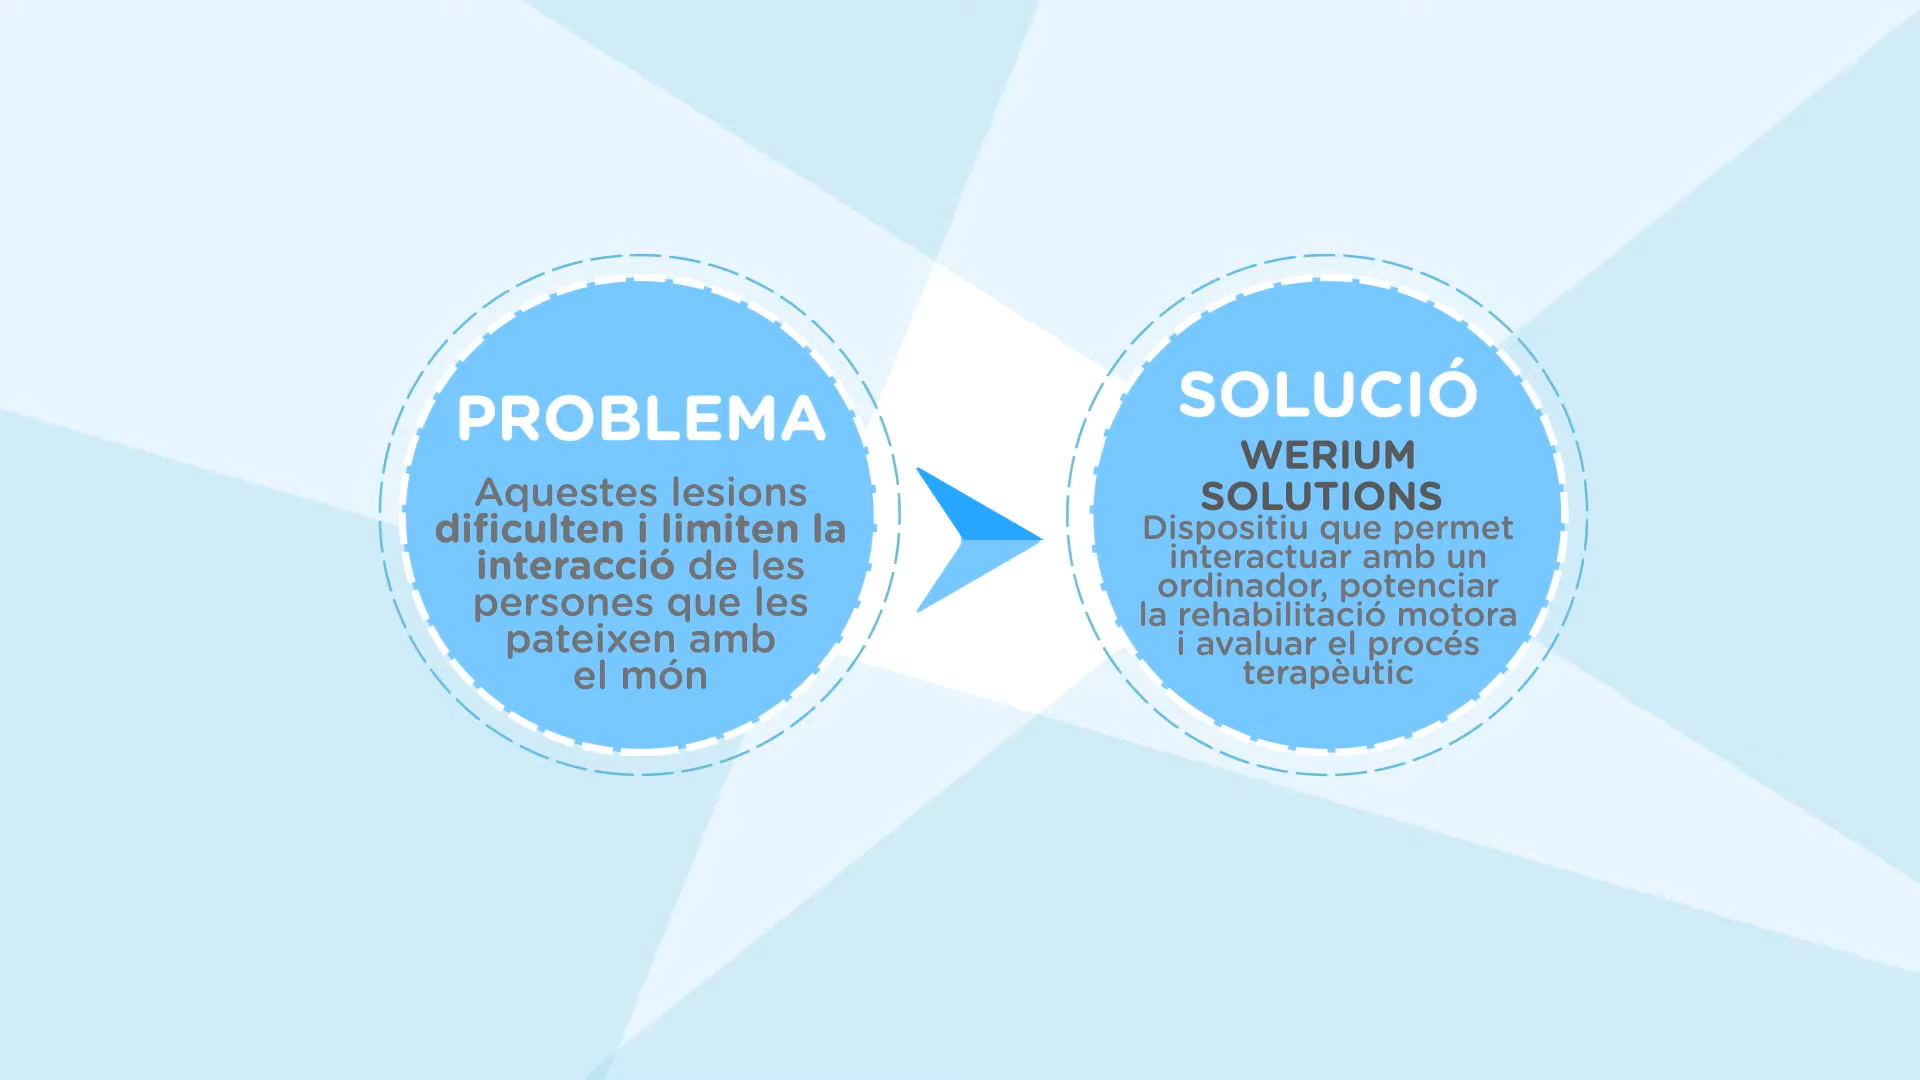 PROBLEMA
Aquestes lesions
dificulten i limiten la
interacció de les
persones que les
pateixen amb
el món
SOLUCIÓ
WERIUM
SOLUTIONS
Dispositiu que permet
interactuar amb un
ordinador, potenciar
la rehabilitació motora
i avaluar el procés
terapèutic